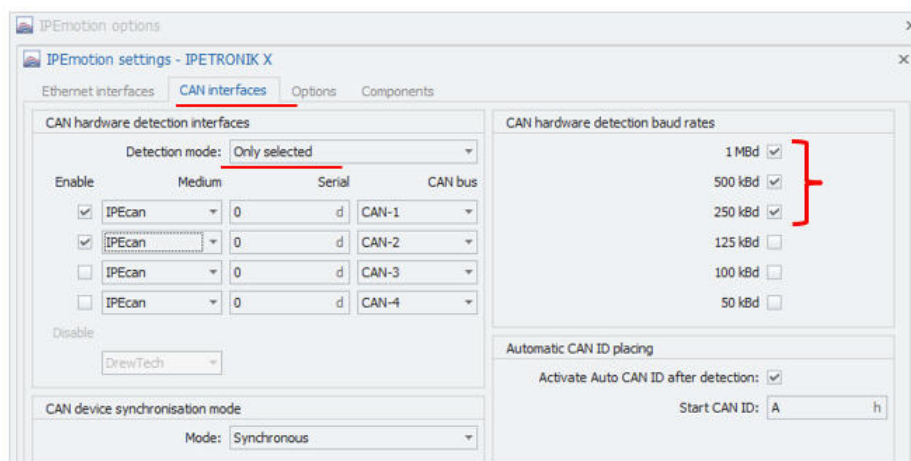 IPEmotion options
IPEmotion settings - IPETRONIK X
Ethernet interfaces CAN interfaces Options Components
CAN hardware detection interfaces
Detection mode: Only selected
Enable Medium Serial CAN bus
IPEcan 0 d CAN-1
IPEcan 0 d CAN-2
IPEcan 0 d CAN-3
IPEcan 0 d CAN-4
Disable
DrewTech
CAN device synchronisation mode
Mode: Synchronous
CAN hardware detection baud rates
1 MBd
500 kBd
250 kBd
125 kBd
100 kBd
50 kBd
Automatic CAN ID placing
Activate Auto CAN ID after detection:
Start CAN ID: A h